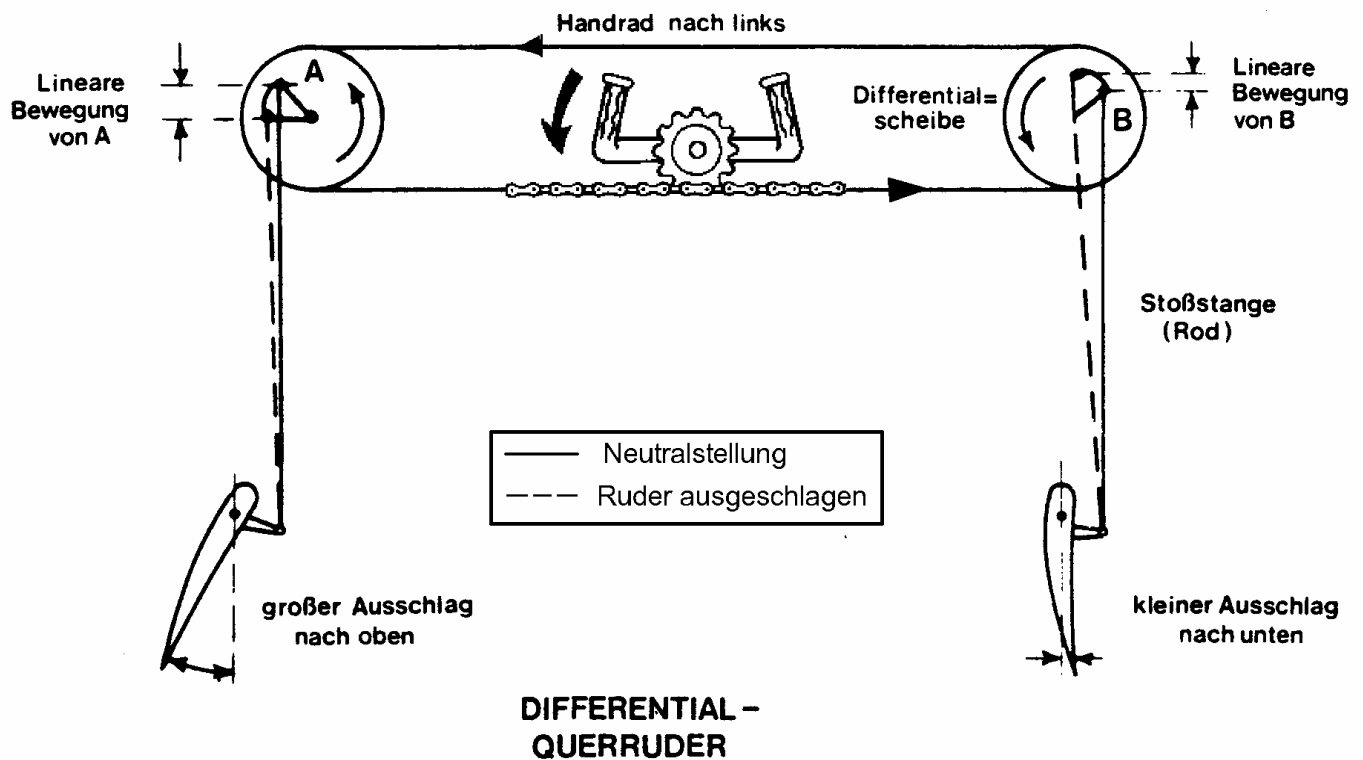 Handrad nach links
Lineare
Bewegung
von A
A
Differential=
scheibe
B
Lineare
Bewegung
von B
Stoßstange
(Rod)
Neutralstellung
Ruder ausgeschlagen
großer Ausschlag
nach oben
kleiner Ausschlag
nach unten
DIFFERENTIAL –
QUERRUDER